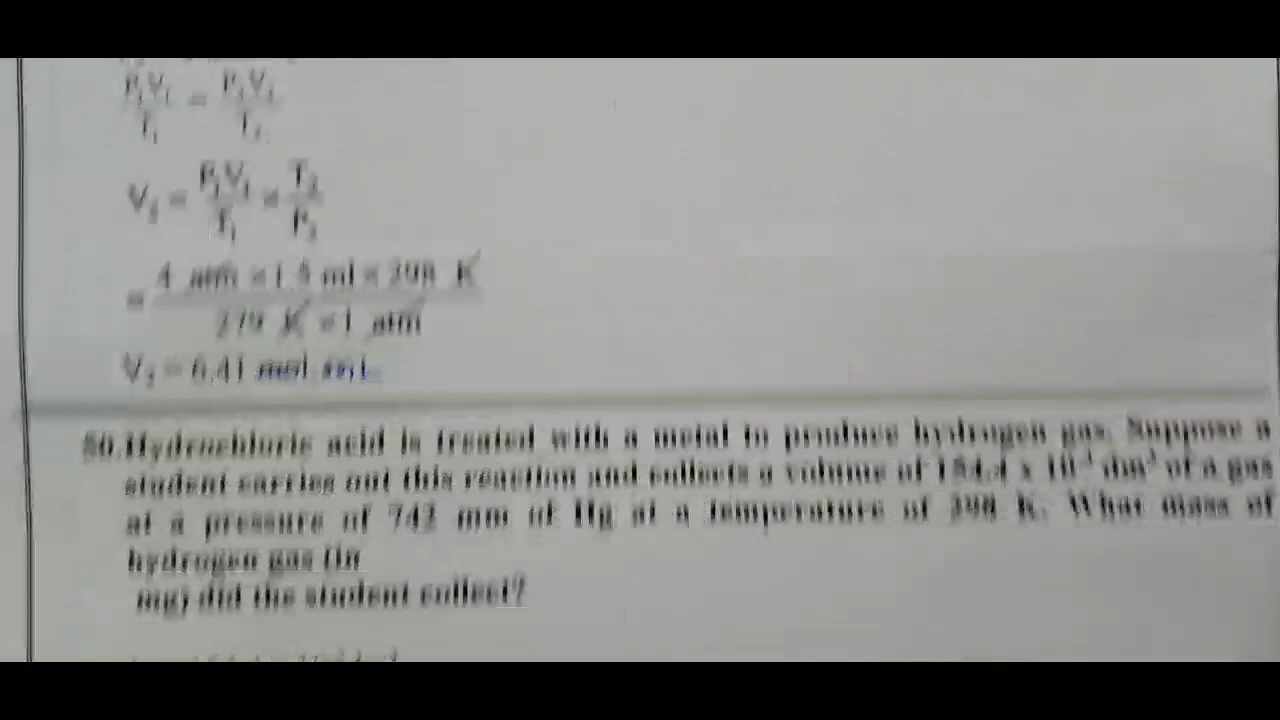 P₁V₁ / T₁ = P₂V₂ / T₂
V₂ = P₁V₁ / T₁ × T₂ / P₂
= 4 atm × 1.5 ml × 298 K / 279 K × 1 atm
V₂ = 6.41 mol ml.
50.Hydrochloric acid is treated with a metal to produce hydrogen gas. Suppose a
student carries out this reaction and collects a volume of 154.4 x 10⁻³ dm³ of a gas
at a pressure of 742 mm of Hg at a temperature of 298 K. What mass of
hydrogen gas (in
mg) did the student collect?